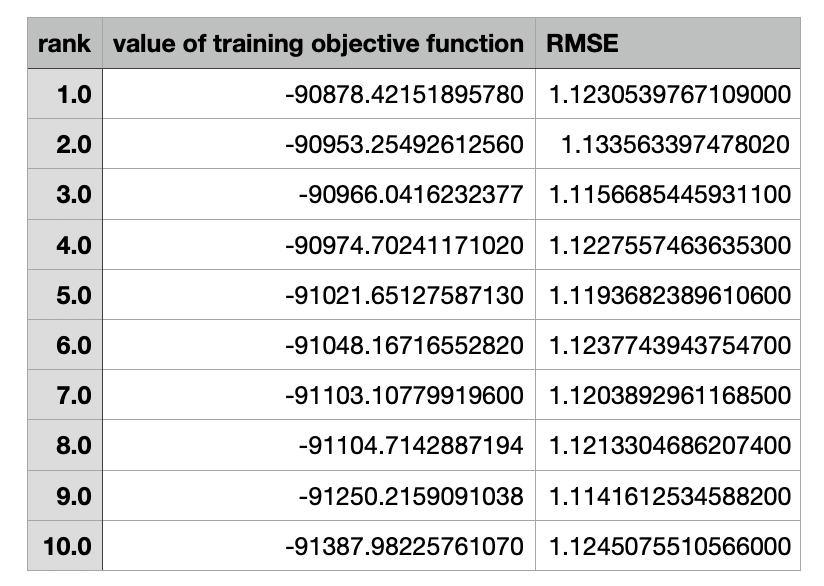 rank value of training objective function RMSE
1.0 -90878.42151895780 1.1230539767109000
2.0 -90953.25492612560 1.133563397478020
3.0 -90966.0416232377 1.1156685445931100
4.0 -90974.70241171020 1.1227557463635300
5.0 -91021.65127587130 1.1193682389610600
6.0 -91048.16716552820 1.1237743943754700
7.0 -91103.10779919600 1.1203892961168500
8.0 -91104.7142887194 1.1213304686207400
9.0 -91250.2159091038 1.1141612534588200
10.0 -91387.98225761070 1.1245075510566000